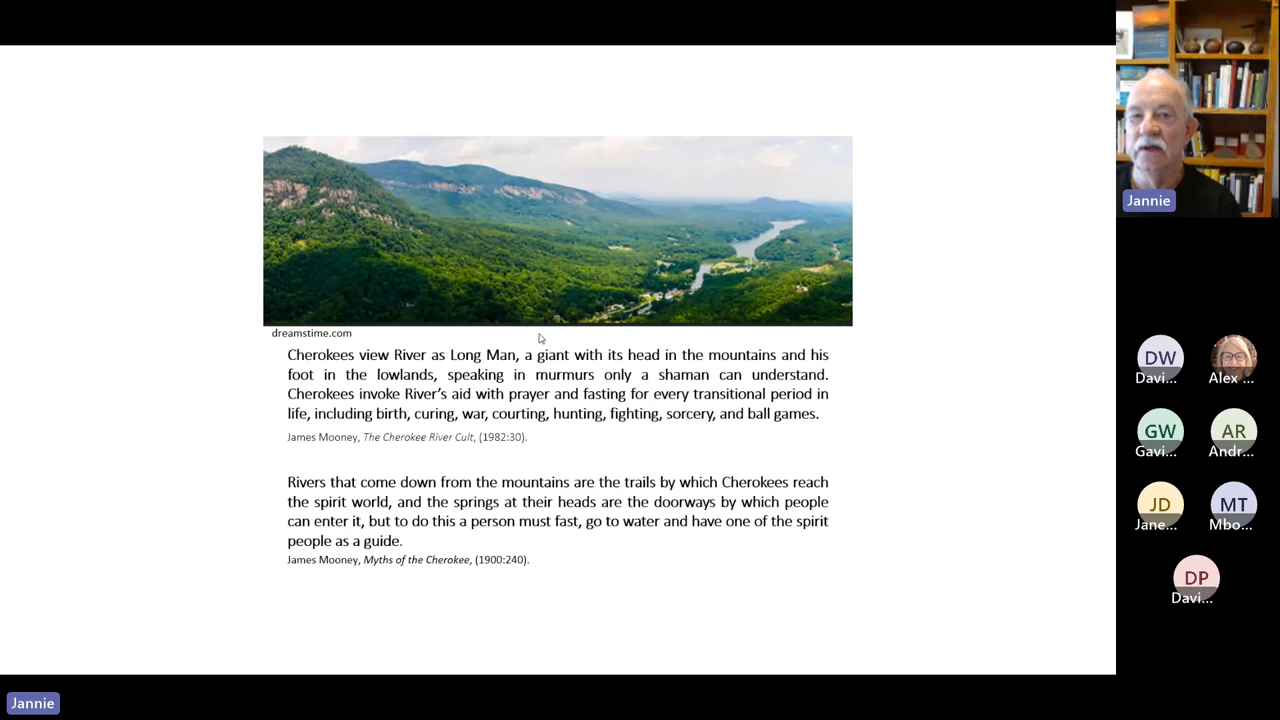 dreamstime.com
Cherokees view River as Long Man, a giant with its head in the mountains and his
foot in the lowlands, speaking in murmurs only a shaman can understand.
Cherokees invoke River's aid with prayer and fasting for every transitional period in
life, including birth, curing, war, courting, hunting, fighting, sorcery, and ball games.
James Mooney, The Cherokee River Cult, (1982:30).
Rivers that come down from the mountains are the trails by which Cherokees reach
the spirit world, and the springs at their heads are the doorways by which people
can enter it, but to do this a person must fast, go to water and have one of the spirit
people as a guide.
James Mooney, Myths of the Cherokee, (1900:240).
Jannie
DW
Davi...
Alex ...
GW
Gavi...
AR
Andr...
JD
Jane...
MT
Mbo...
DP
Davi...
Jannie